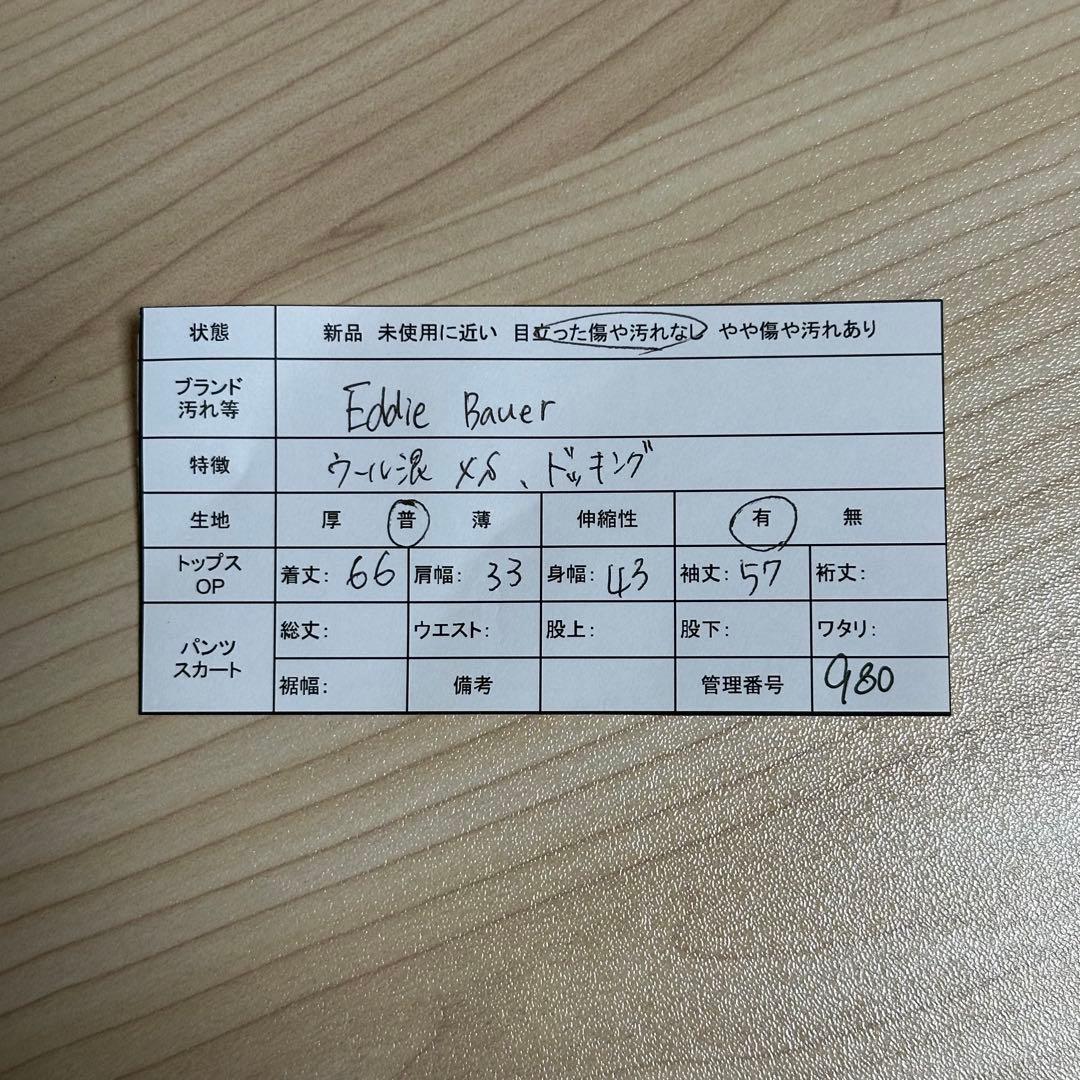 状態 新品 未使用に近い 目立った傷や汚れなし やや傷や汚れあり
ブランド
汚れ等 Eddie Bauer
特徴 ウール混 XS、ドッキング
生地 厚 普 薄 伸縮性 有 無
トップス
OP 着丈: 66 肩幅: 33 身幅: 43 袖丈: 57 裄丈:
パンツ
スカート 総丈: ウエスト: 股上: 股下: ワタリ:
裾幅: 備考 管理番号 980